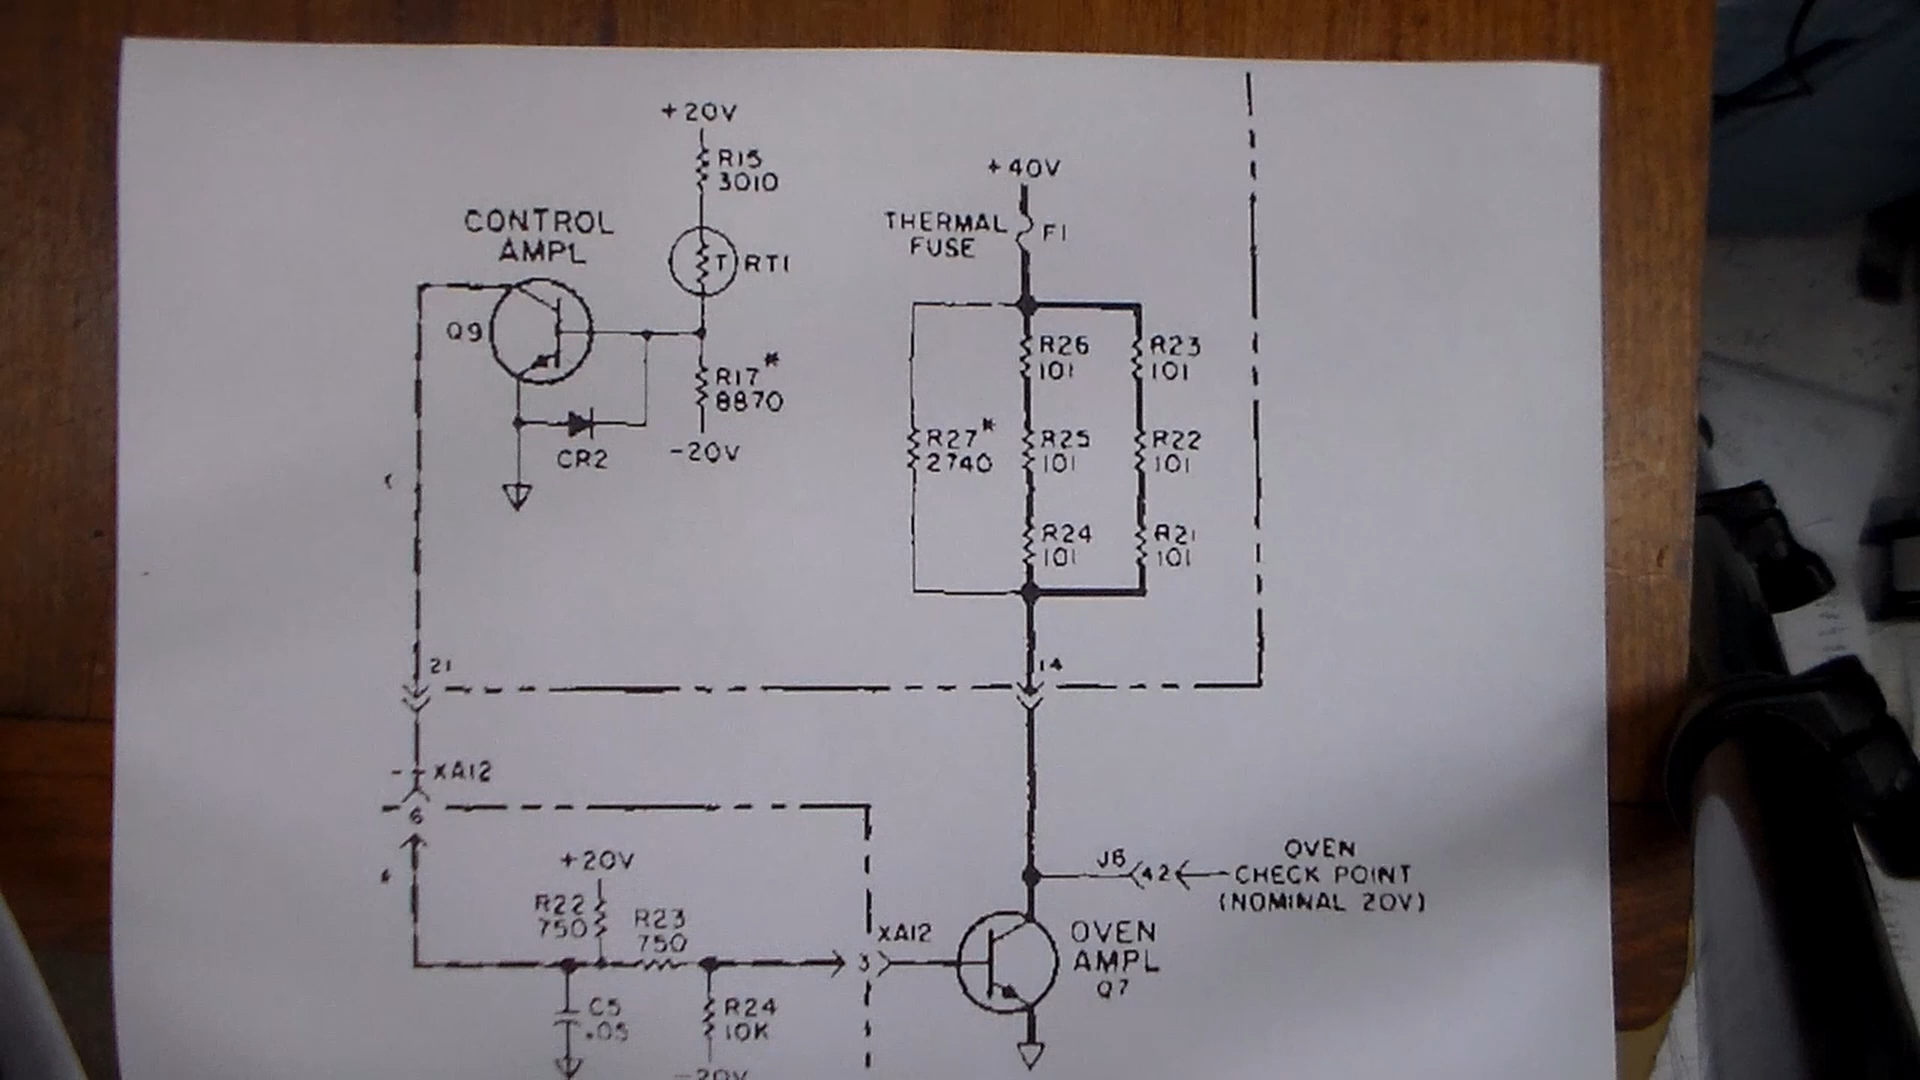 +20V
R15
3010
+40V
CONTROL
AMPL
THERMAL
FUSE
F1
T
RT1
Q9
R26
101
R23
101
R17*
8870
CR2
-20V
R27*
2740
R25
101
R22
101
R24
101
R21
101
21
14
XA12
6
+20V
R22
750
R23
750
XA12
3
J6
42
OVEN
CHECK POINT
(NOMINAL 20V)
OVEN
AMPL
Q7
C5
.05
R24
10K
-20V